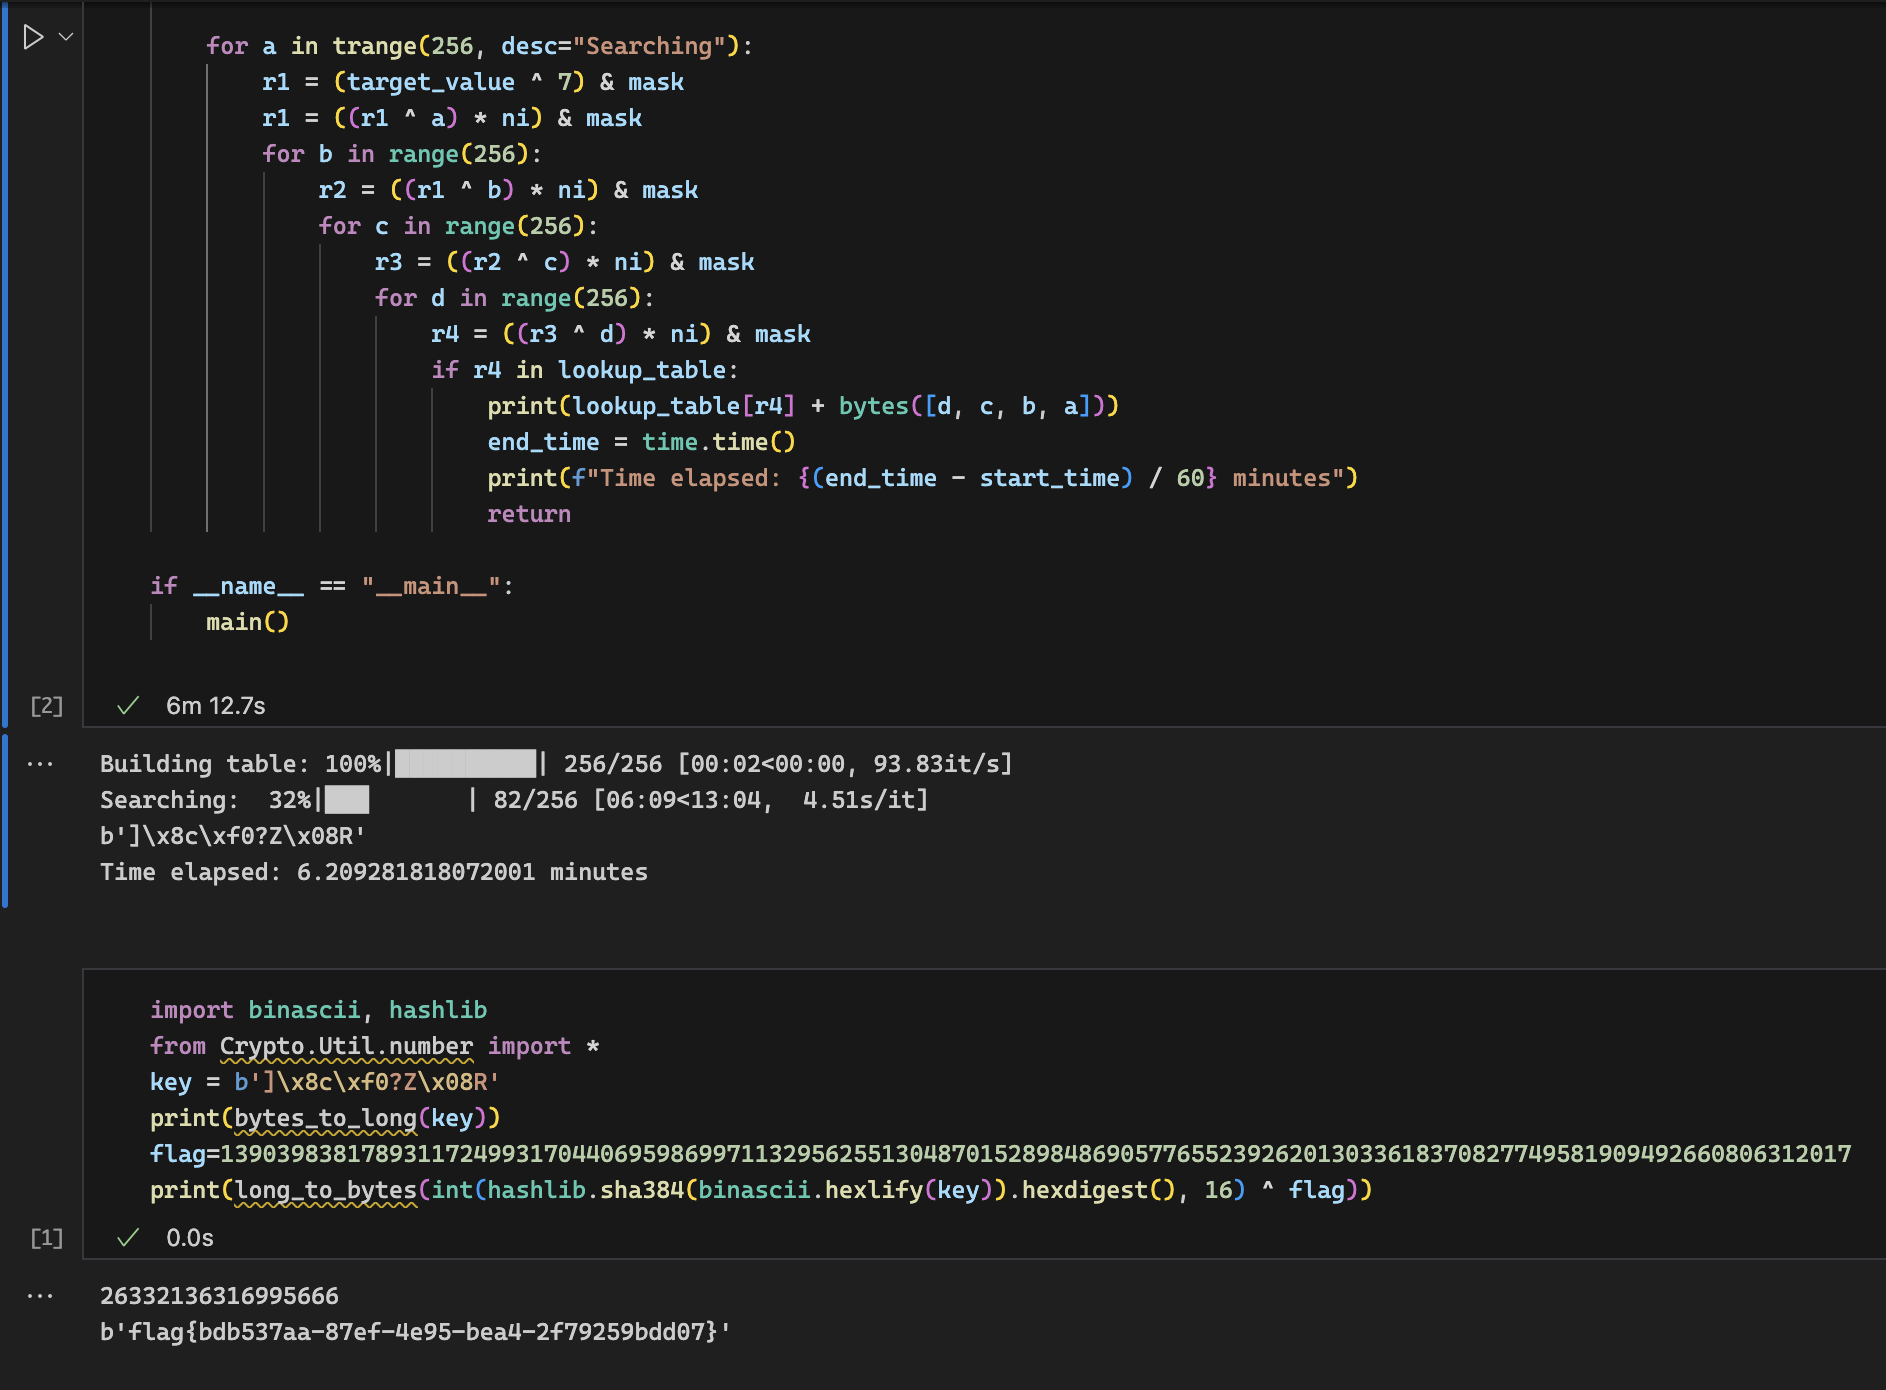 for a in trange(256, desc="Searching"):
r1 = (target_value ^ 7) & mask
r1 = ((r1 ^ a) * ni) & mask
for b in range(256):
r2 = ((r1 ^ b) * ni) & mask
for c in range(256):
r3 = ((r2 ^ c) * ni) & mask
for d in range(256):
r4 = ((r3 ^ d) * ni) & mask
if r4 in lookup_table:
print(lookup_table[r4] + bytes([d, c, b, a]))
end_time = time.time()
print(f"Time elapsed: {(end_time - start_time) / 60} minutes")
return
if __name__ == "__main__":
main()
[2] ✓ 6m 12.7s
Building table: 100%|██████████| 256/256 [00:02<00:00, 93.83it/s]
Searching:  32%|███       | 82/256 [06:09<13:04,  4.51s/it]
b']\x8c\xf0?Z\x08R'
Time elapsed: 6.209281818072001 minutes
import binascii, hashlib
from Crypto.Util.number import *
key = b']\x8c\xf0?Z\x08R'
print(bytes_to_long(key))
flag=13903983817893117249931704406959869971132956255130487015289848690577655239262013033618370827749581909492660806312017
print(long_to_bytes(int(hashlib.sha384(binascii.hexlify(key)).hexdigest(), 16) ^ flag))
[1] ✓ 0.0s
26332136316995666
b'flag{bdb537aa-87ef-4e95-bea4-2f79259bdd07}'